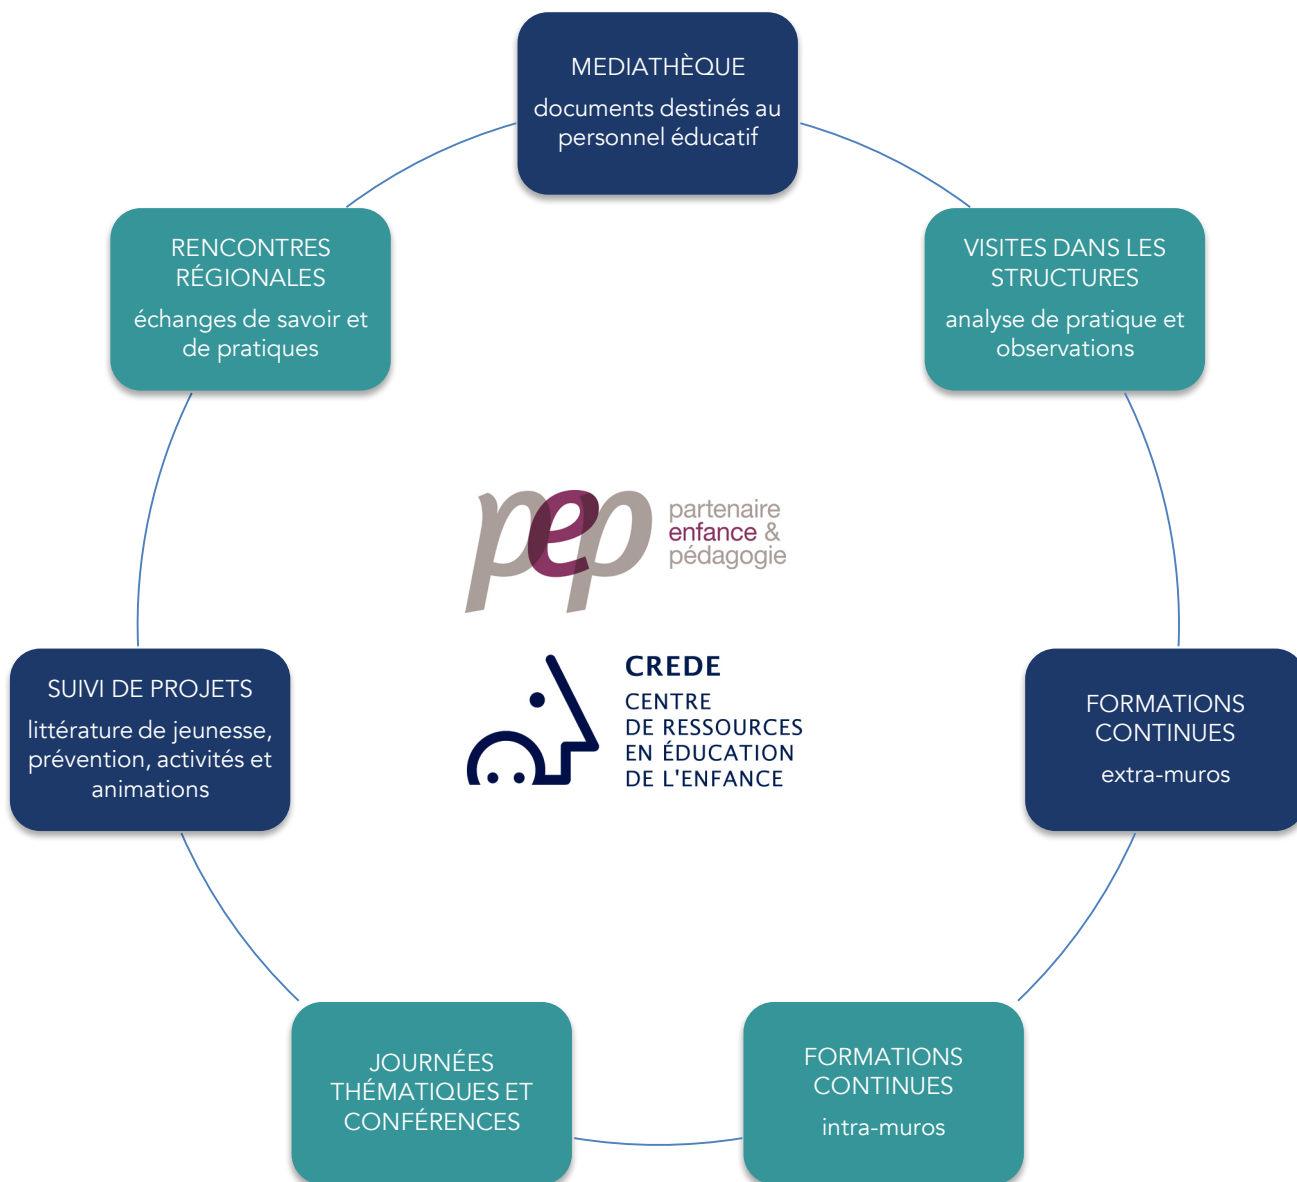 MEDIATHÈQUE
documents destinés au
personnel éducatif
RENCONTRES
RÉGIONALES
échanges de savoir et
de pratiques
VISITES DANS LES
STRUCTURES
analyse de pratique et
observations
pep
partenaire
enfance &
pédagogie
CREDE
CENTRE
DE RESSOURCES
EN ÉDUCATION
DE L'ENFANCE
SUIVI DE PROJETS
littérature de jeunesse,
prévention, activités et
animations
FORMATIONS
CONTINUES
extra-muros
JOURNÉES
THÉMATIQUES ET
CONFÉRENCES
FORMATIONS
CONTINUES
intra-muros